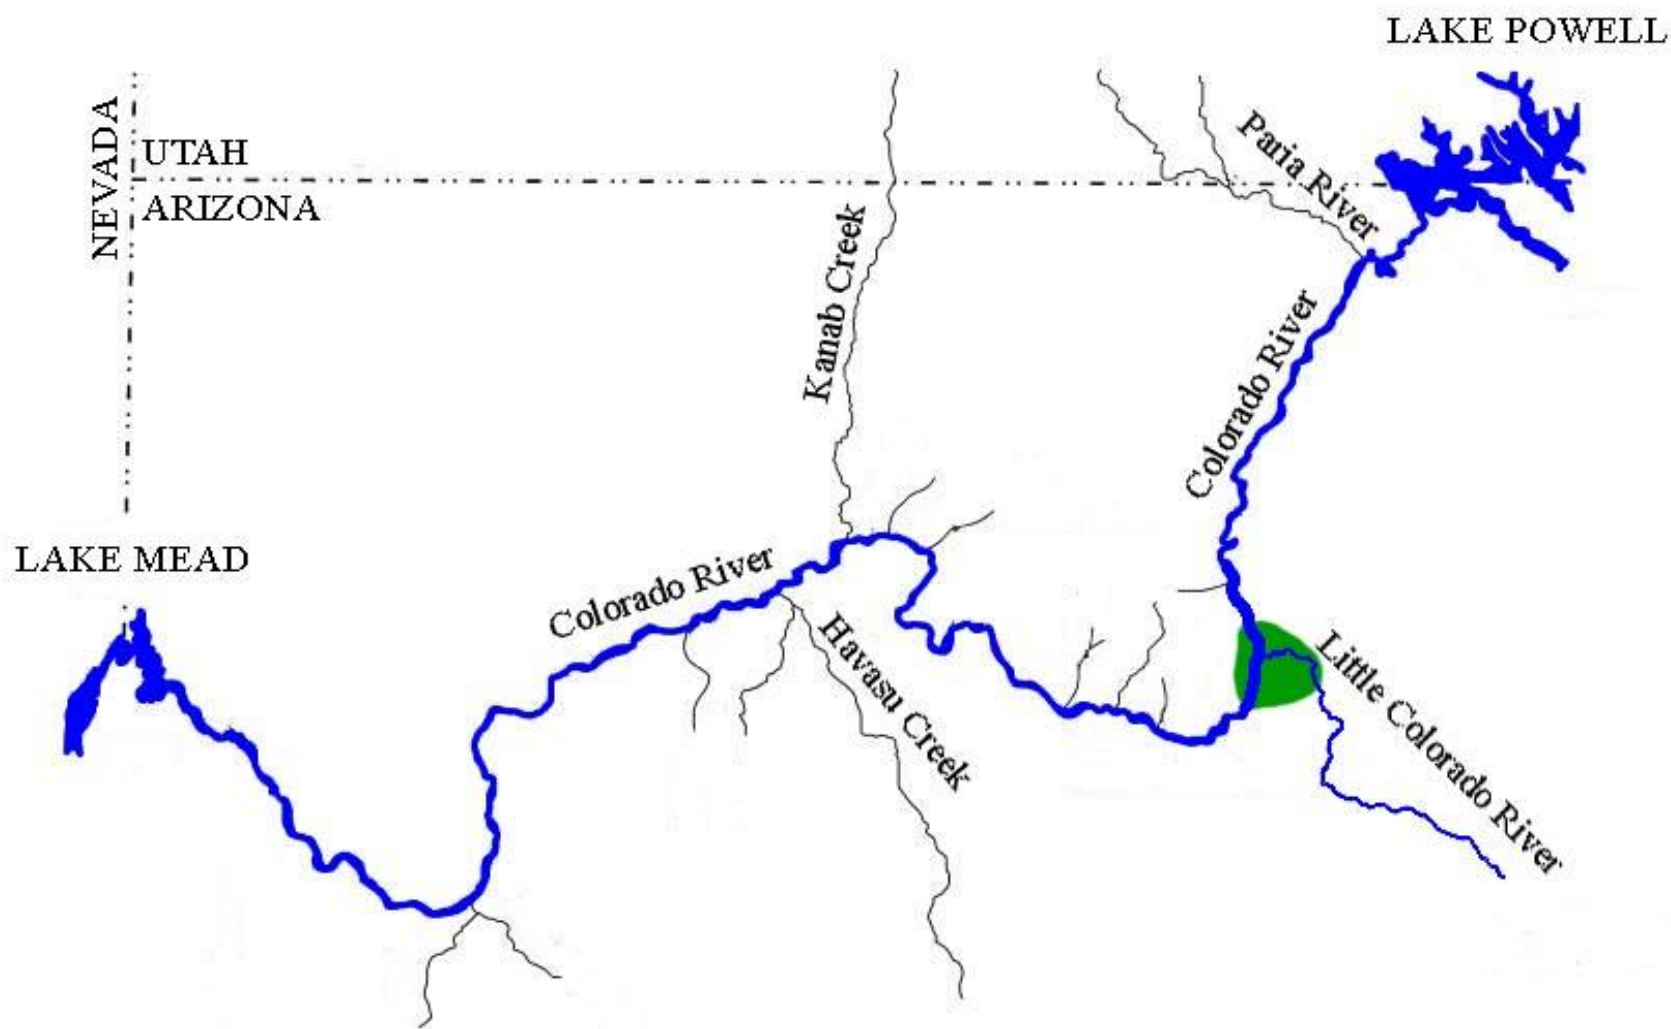 LAKE POWELL
NEVADA
UTAH
ARIZONA
Paria River
Kanab Creek
Colorado River
LAKE MEAD
Colorado River
Havasu Creek
Little Colorado River